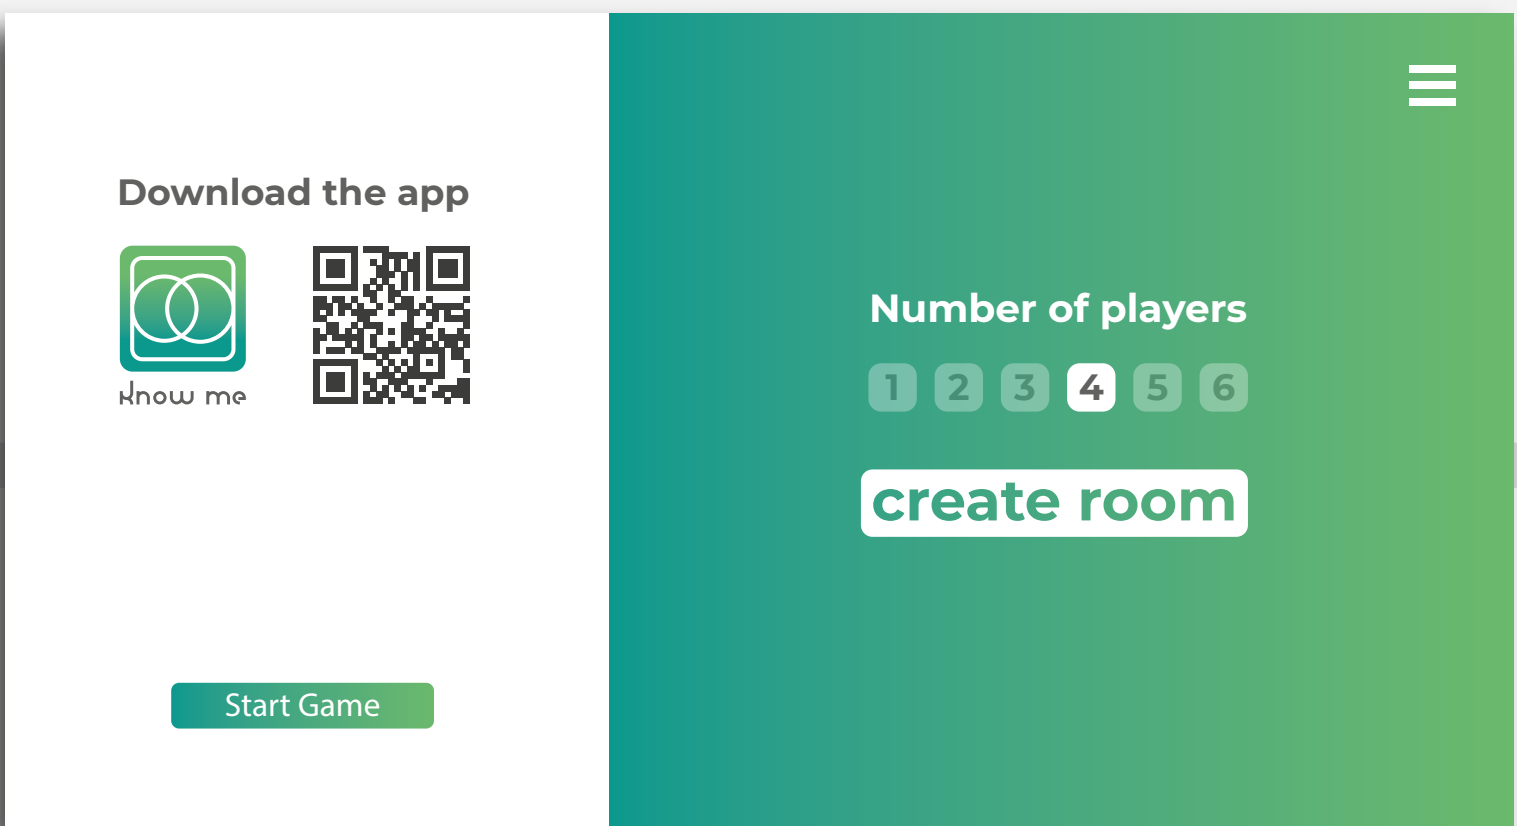 Download the app
know me
Start Game
Number of players
1 2 3 4 5 6
create room